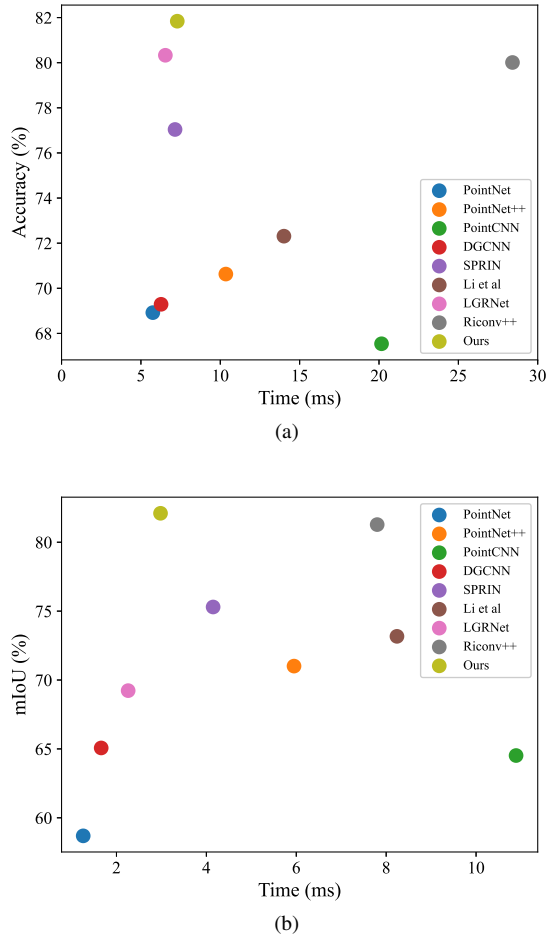 82
80
78
76
74
72
70
68
Accuracy (%)
PointNet
PointNet++
PointCNN
DGCNN
SPRIN
Li et al
LGRNet
Riconv++
Ours
0 5 10 15 20 25 30
Time (ms)
(a)
80
75
70
65
60
mIoU (%)
PointNet
PointNet++
PointCNN
DGCNN
SPRIN
Li et al
LGRNet
Riconv++
Ours
2 4 6 8 10
Time (ms)
(b)